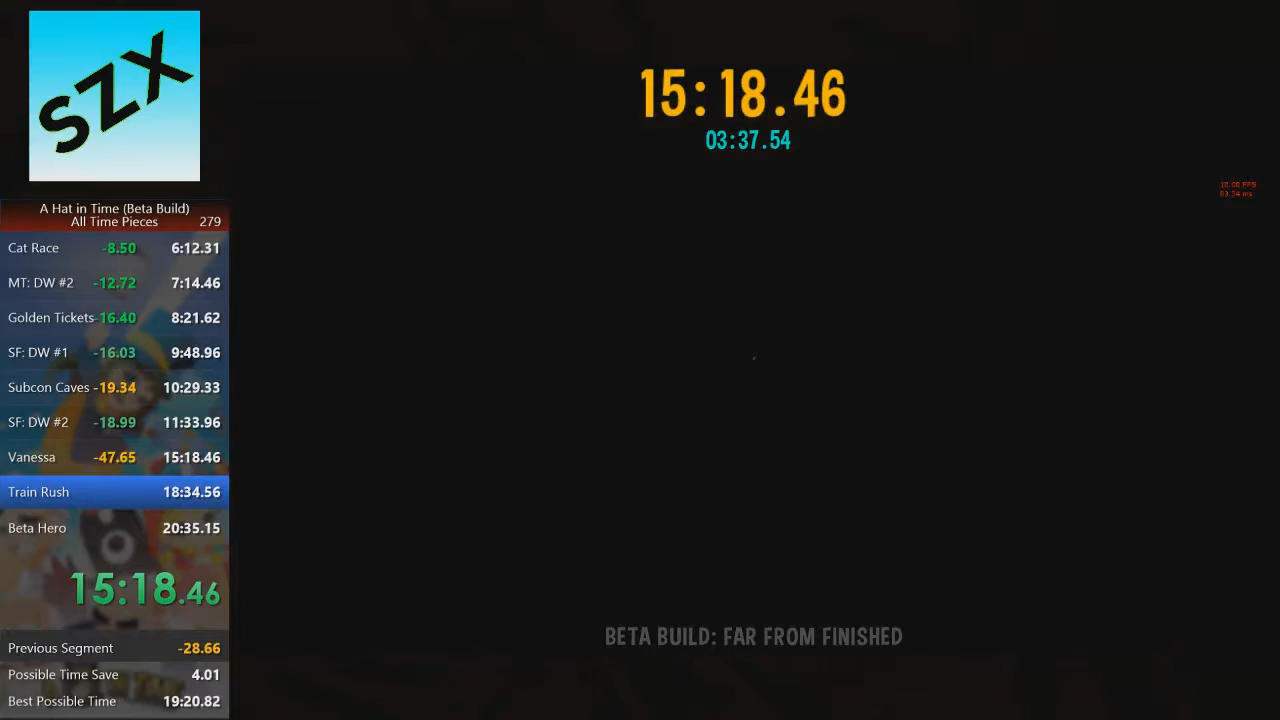 SZX
15:18.46
03:37.54
A Hat in Time (Beta Build)
All Time Pieces 279
Cat Race -8.50 6:12.31
MT: DW #2 -12.72 7:14.46
Golden Tickets -16.40 8:21.62
SF: DW #1 -16.03 9:48.96
Subcon Caves -19.34 10:29.33
SF: DW #2 -18.99 11:33.96
Vanessa -47.65 15:18.46
Train Rush 18:34.56
Beta Hero 20:35.15
15:18.46
Previous Segment -28.66
Possible Time Save 4.01
Best Possible Time 19:20.82
BETA BUILD: FAR FROM FINISHED